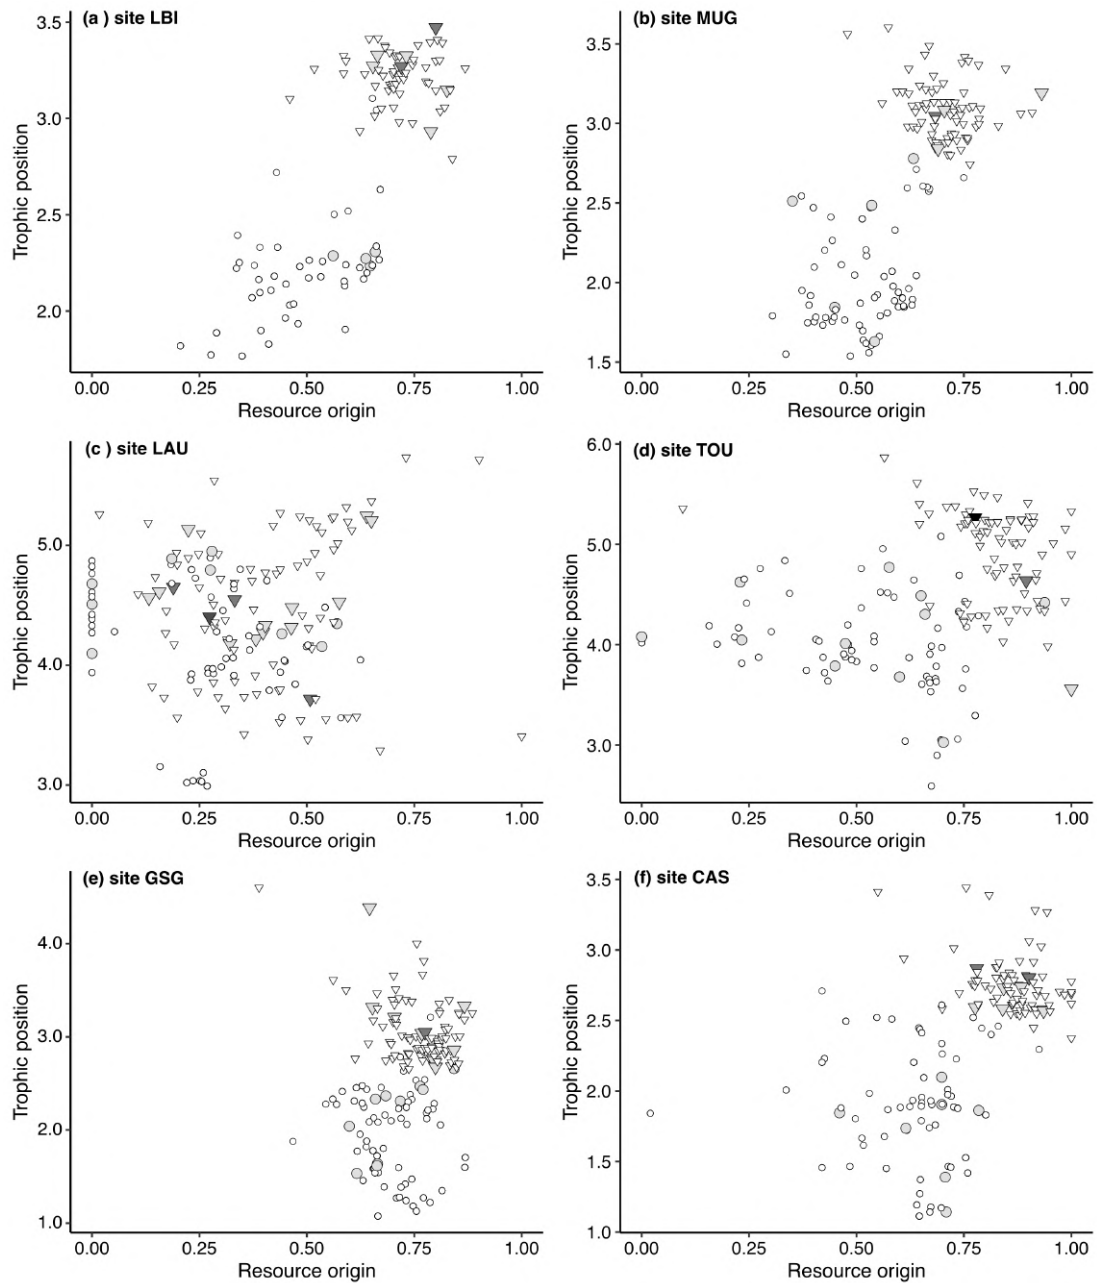 (a ) site LBI
3.5
3.0
2.5
2.0
Trophic position
0.00 0.25 0.50 0.75 1.00
Resource origin
(b) site MUG
3.5
3.0
2.5
2.0
1.5
Trophic position
0.00 0.25 0.50 0.75 1.00
Resource origin
(c ) site LAU
5.0
4.0
3.0
Trophic position
0.00 0.25 0.50 0.75 1.00
Resource origin
(d) site TOU
6.0
5.0
4.0
3.0
Trophic position
0.00 0.25 0.50 0.75 1.00
Resource origin
(e) site GSG
4.0
3.0
2.0
1.0
Trophic position
0.00 0.25 0.50 0.75 1.00
Resource origin
(f) site CAS
3.5
3.0
2.5
2.0
1.5
1.0
Trophic position
0.00 0.25 0.50 0.75 1.00
Resource origin